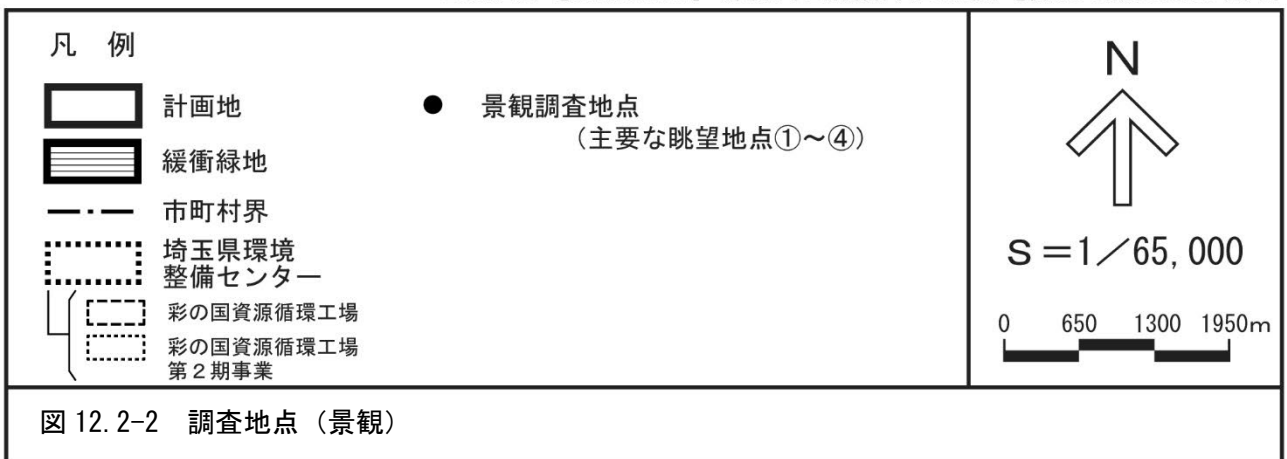 凡 例
計画地
緩衝緑地
市町村界
埼玉県環境
整備センター
彩の国資源循環工場
彩の国資源循環工場
第2期事業
● 景観調査地点
(主要な眺望地点①~④)
N
S=1/65,000
0 650 1300 1950m
図 12.2-2 調査地点(景観)